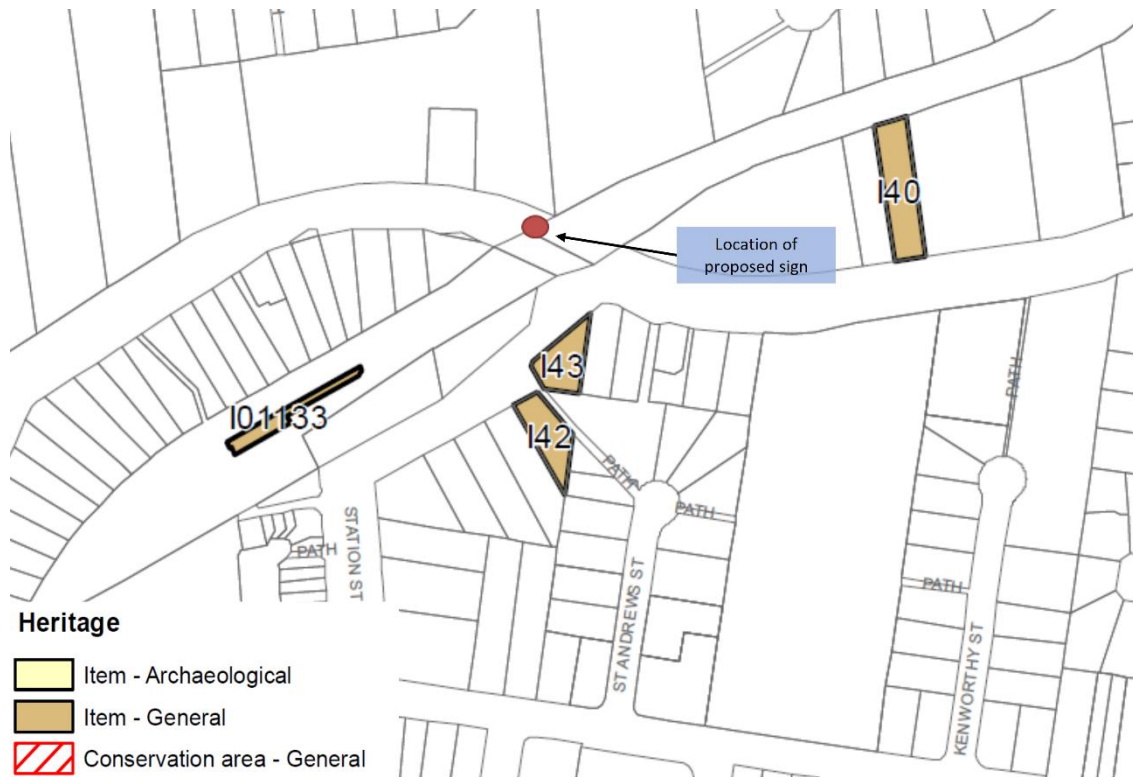 I40
Location of
proposed sign
I43
I01133
I42
PATH
PATH
PATH
STATION ST
PATH
PATH
ST ANDREWS ST
KENWORTHY ST
Heritage
Item - Archaeological
Item - General
Conservation area - General